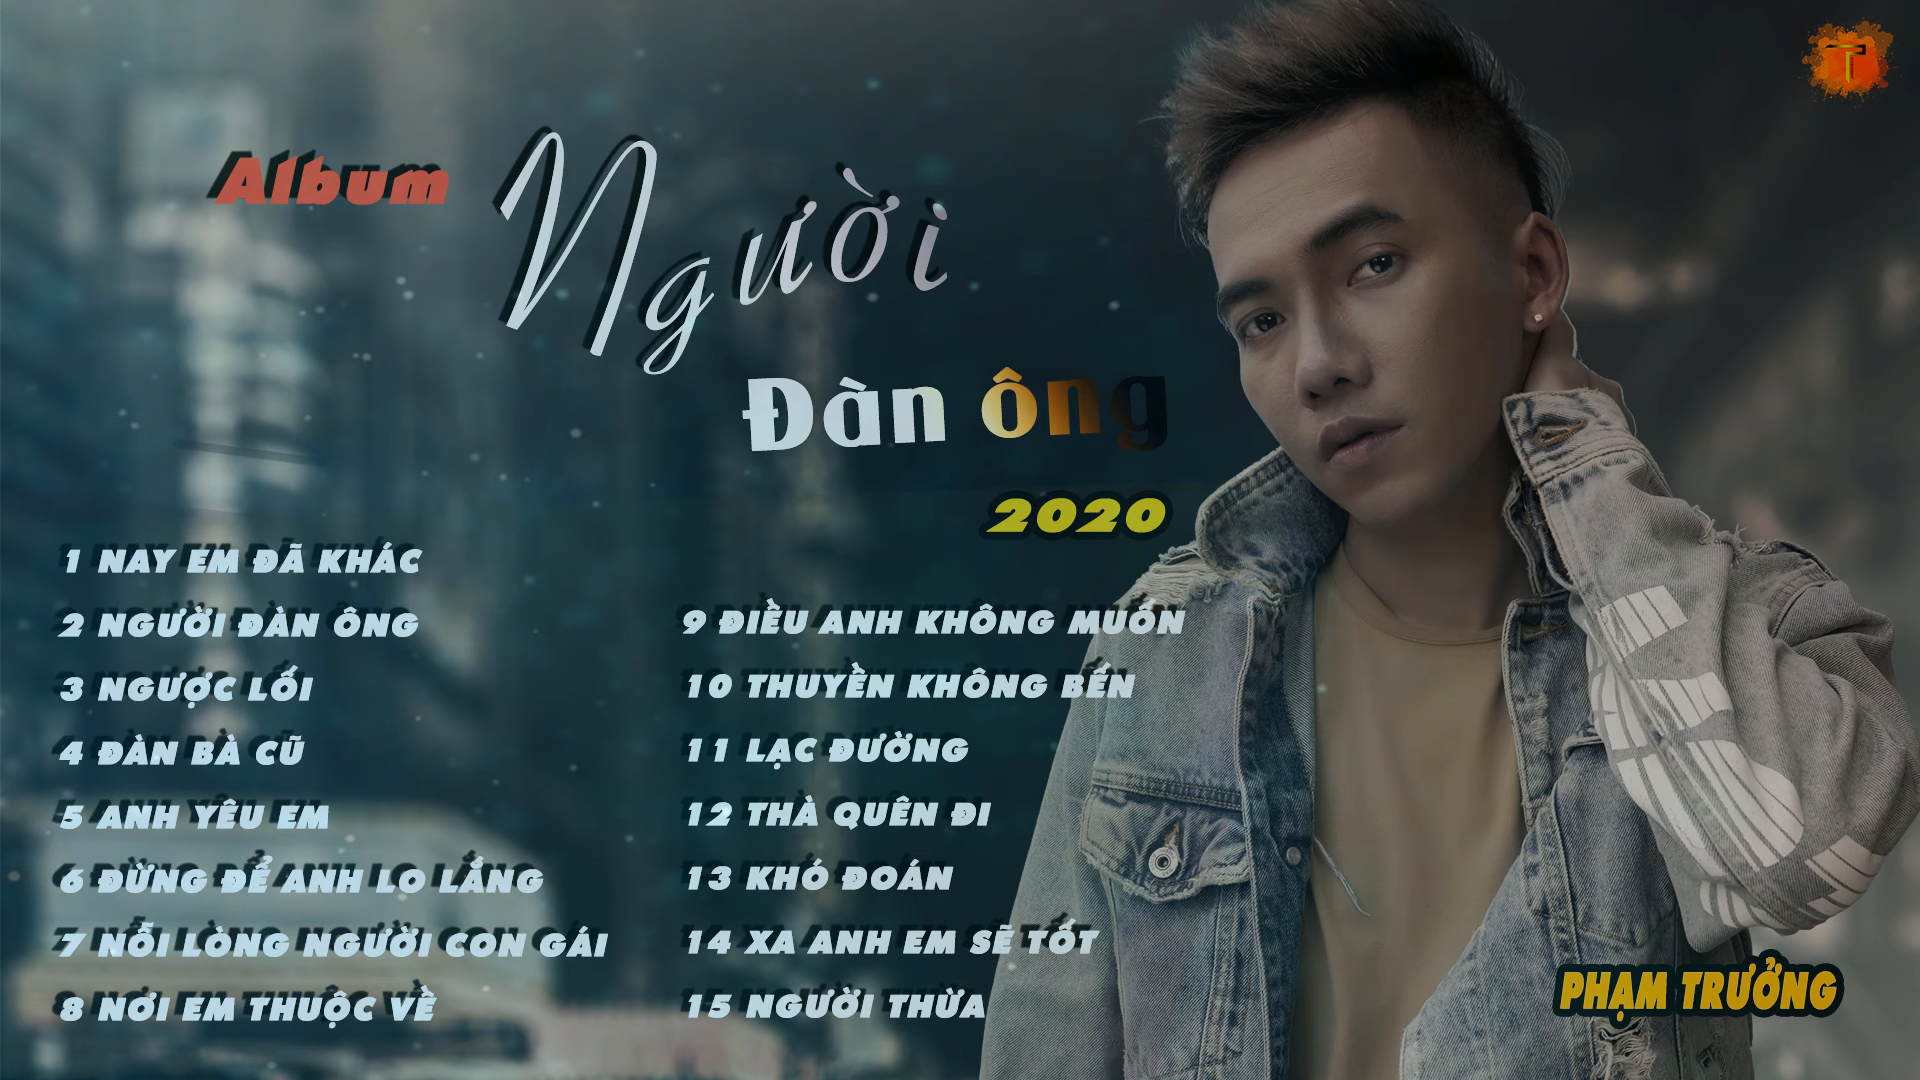 Album
Người
Đàn ông
2020
1 NAY EM ĐÃ KHÁC
2 NGƯỜI ĐÀN ÔNG
3 NGƯỢC LỐI
4 ĐÀN BÀ CŨ
5 ANH YÊU EM
6 ĐỪNG ĐỂ ANH LO LẮNG
7 NỖI LÒNG NGƯỜI CON GÁI
8 NƠI EM THUỘC VỀ
9 ĐIỀU ANH KHÔNG MUỐN
10 THUYỀN KHÔNG BẾN
11 LẠC ĐƯỜNG
12 THÀ QUÊN ĐI
13 KHÓ ĐOÁN
14 XA ANH EM SẼ TỐT
15 NGƯỜI THỪA
PHẠM TRƯỞNG
T